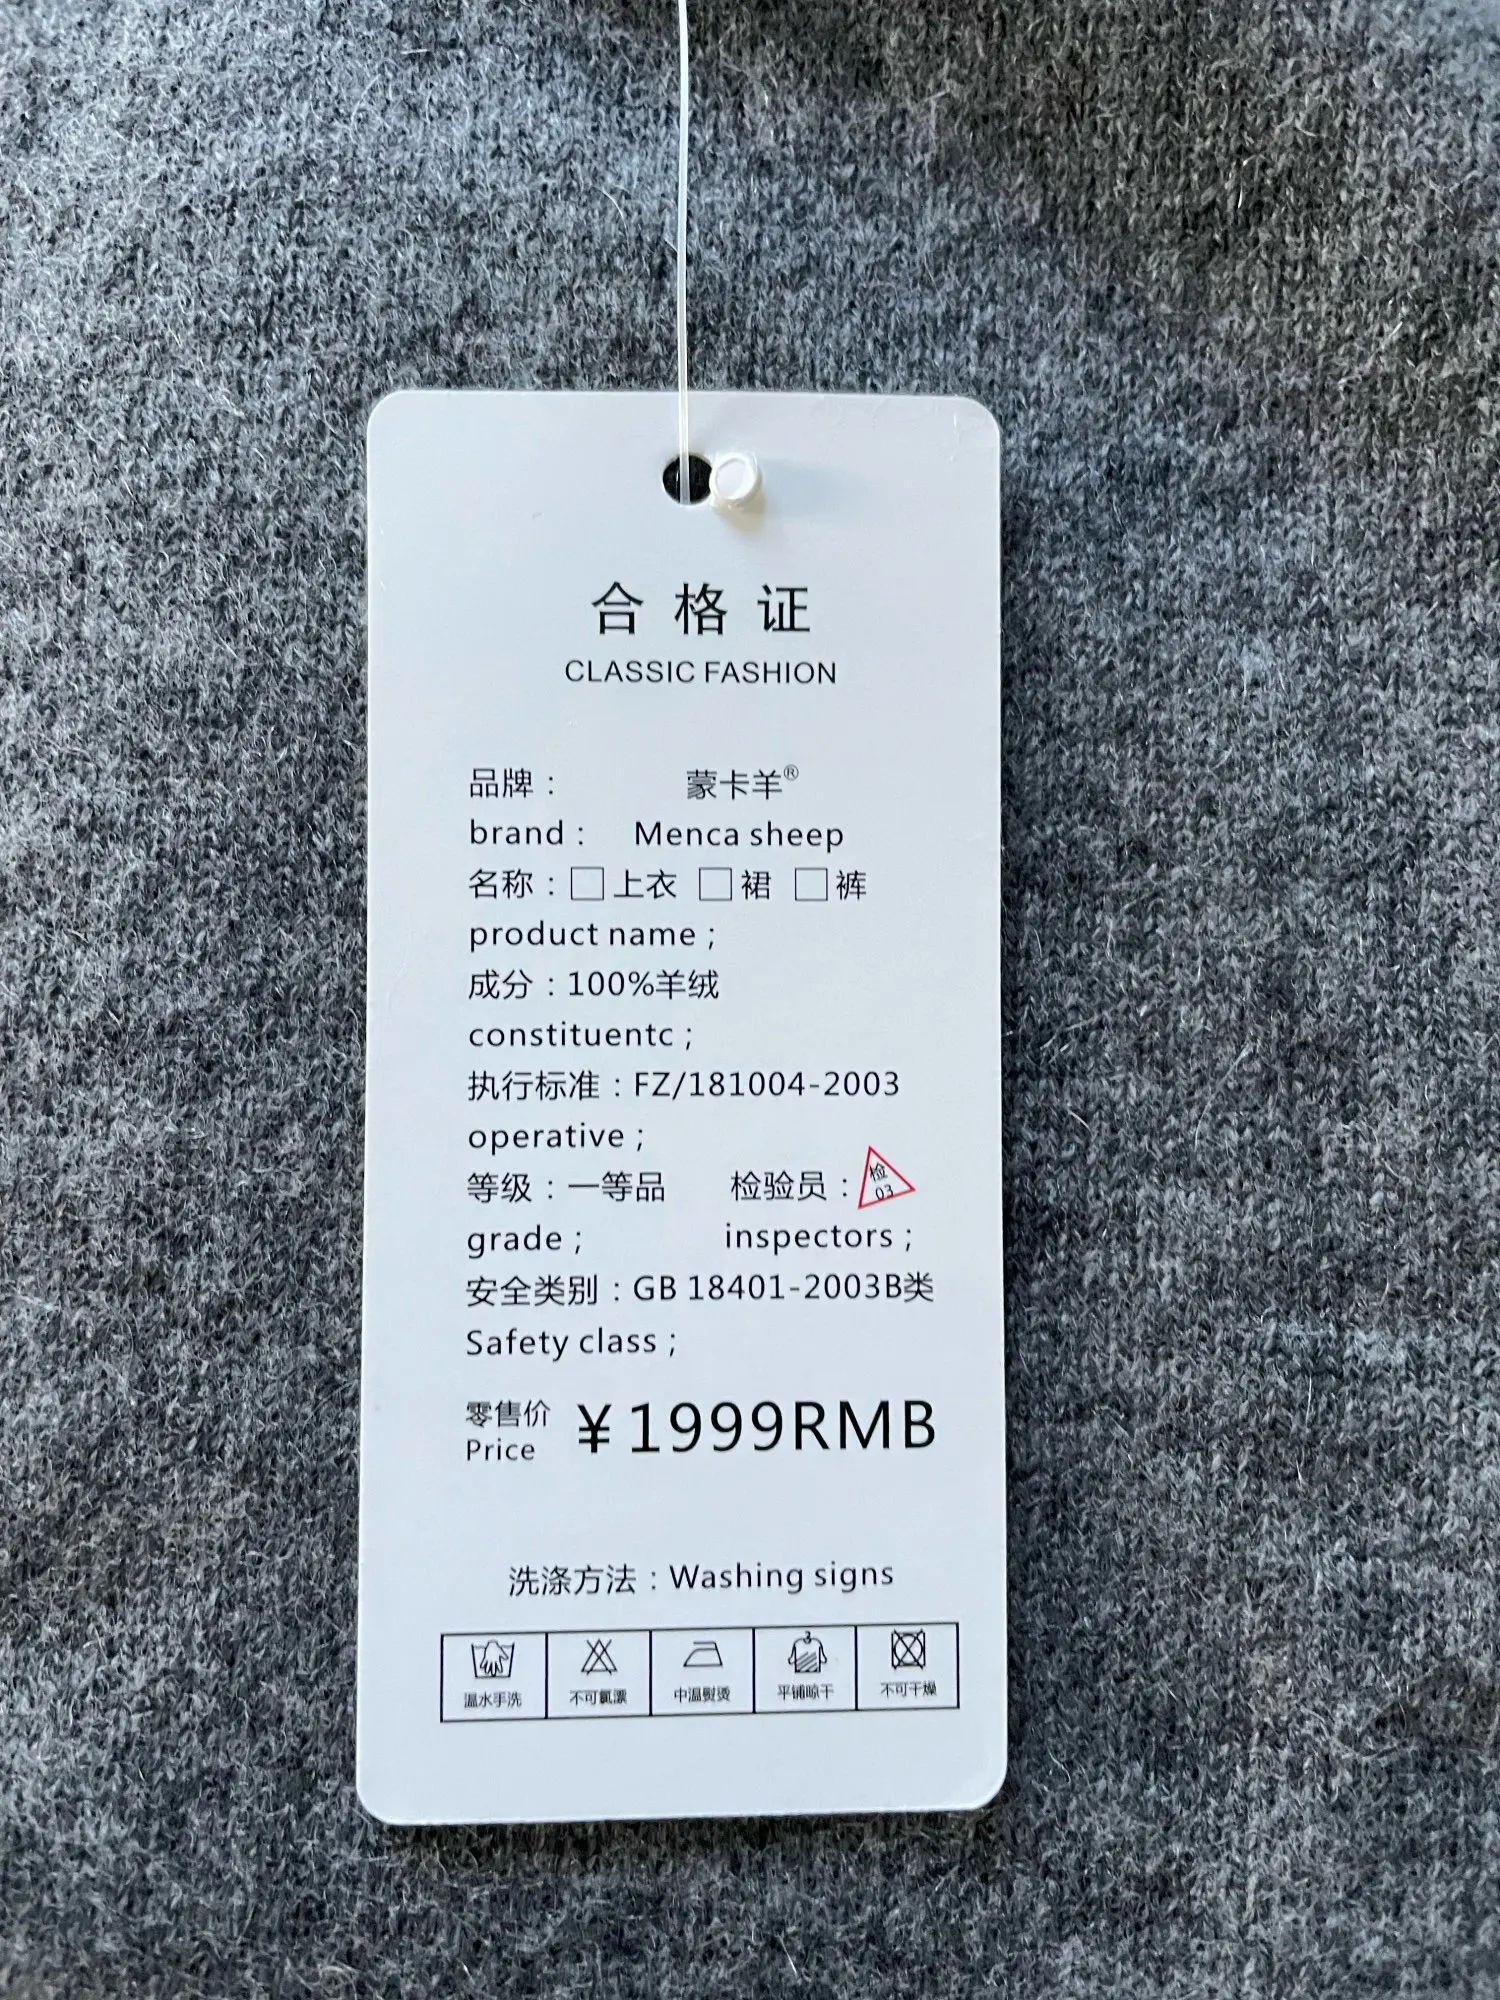 合格证
CLASSIC FASHION
品牌： 蒙卡羊®
brand： Menca sheep
名称：□上衣 □裙 □裤
product name；
成分：100%羊绒
constituentc；
执行标准：FZ/181004-2003
operative；
等级：一等品 检验员：检03
grade； inspectors；
安全类别：GB 18401-2003B类
Safety class；
零售价 ¥1999RMB
Price
洗涤方法：Washing signs
温水手洗 不可氯漂 中温熨烫 平铺晾干 不可干燥